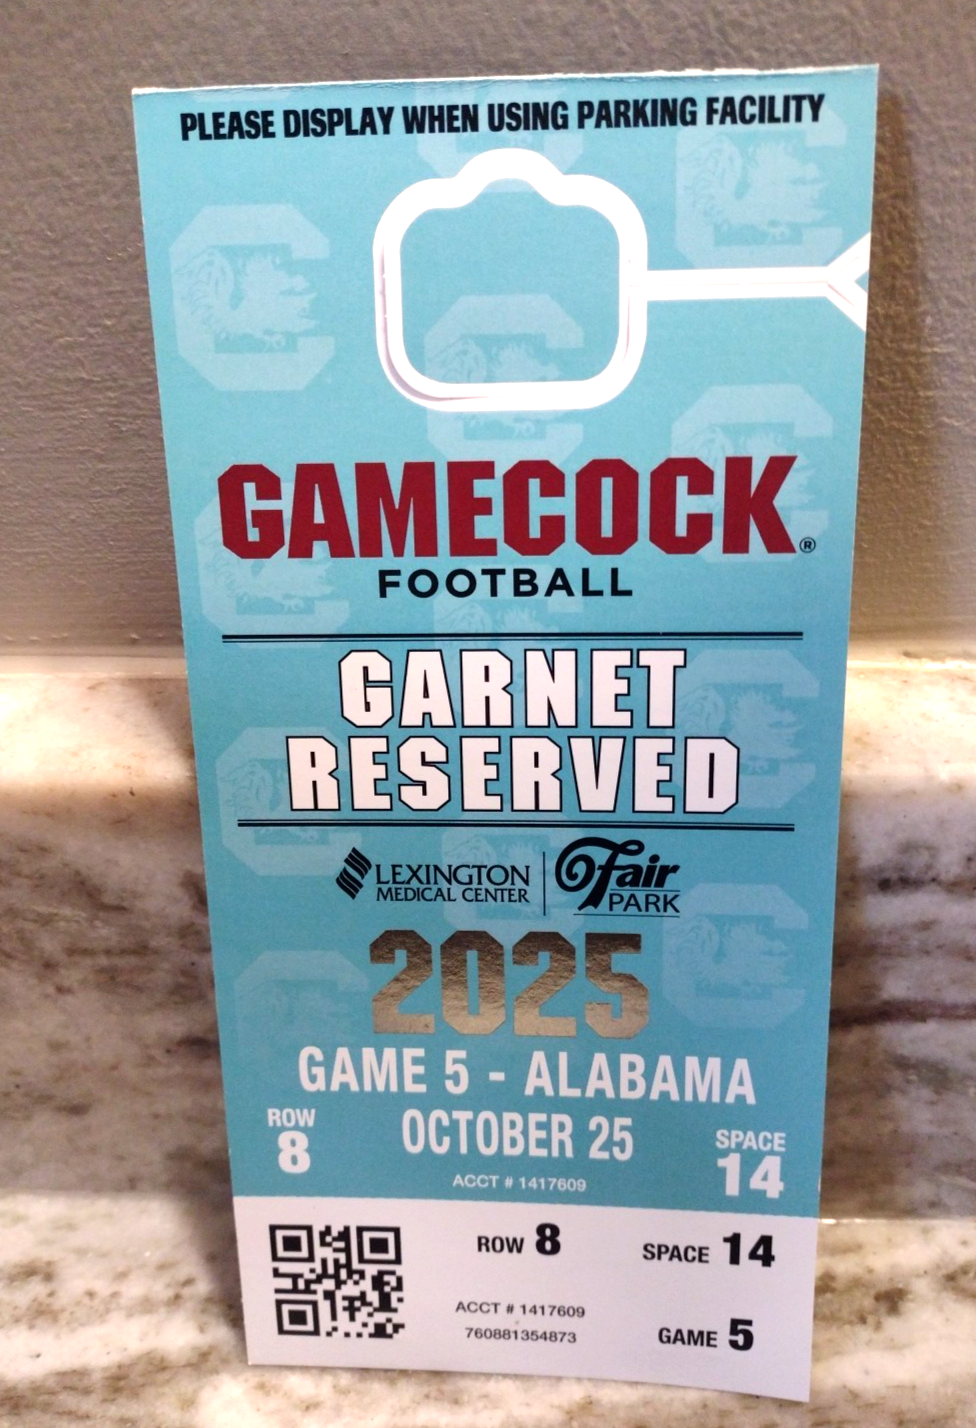 PLEASE DISPLAY WHEN USING PARKING FACILITY
GAMECOCK®
FOOTBALL
GARNET
RESERVED
LEXINGTON
MEDICAL CENTER
Fair
PARK
2025
GAME 5 - ALABAMA
OCTOBER 25
ROW
8
SPACE
14
ACCT # 1417609
ROW 8
SPACE 14
ACCT # 1417609
760881354873
GAME 5